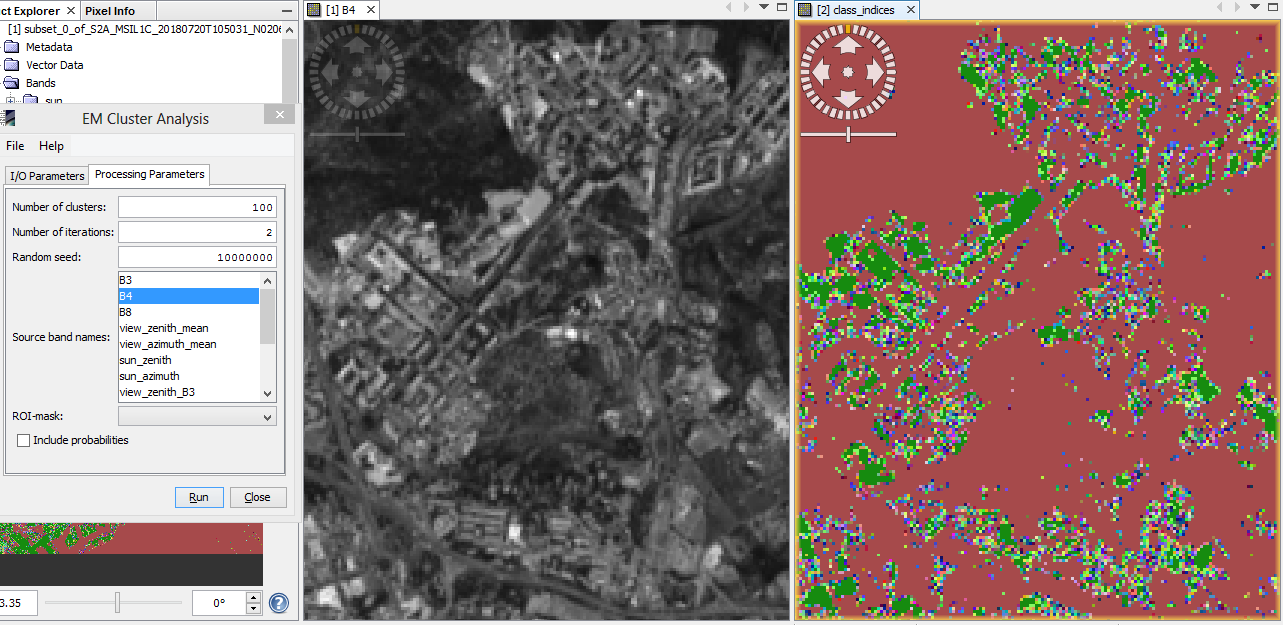 ct Explorer
Pixel Info
[1] B4
[2] class_indices
[1] subset_0_of_S2A_MSIL1C_20180720T105031_N020
Metadata
Vector Data
Bands
sun
EM Cluster Analysis
File Help
I/O Parameters
Processing Parameters
Number of clusters: 100
Number of iterations: 2
Random seed: 10000000
Source band names:
B3
B4
B8
view_zenith_mean
view_azimuth_mean
sun_zenith
sun_azimuth
view_zenith_B3
ROI-mask:
Include probabilities
Run
Close
3.35
0°
?